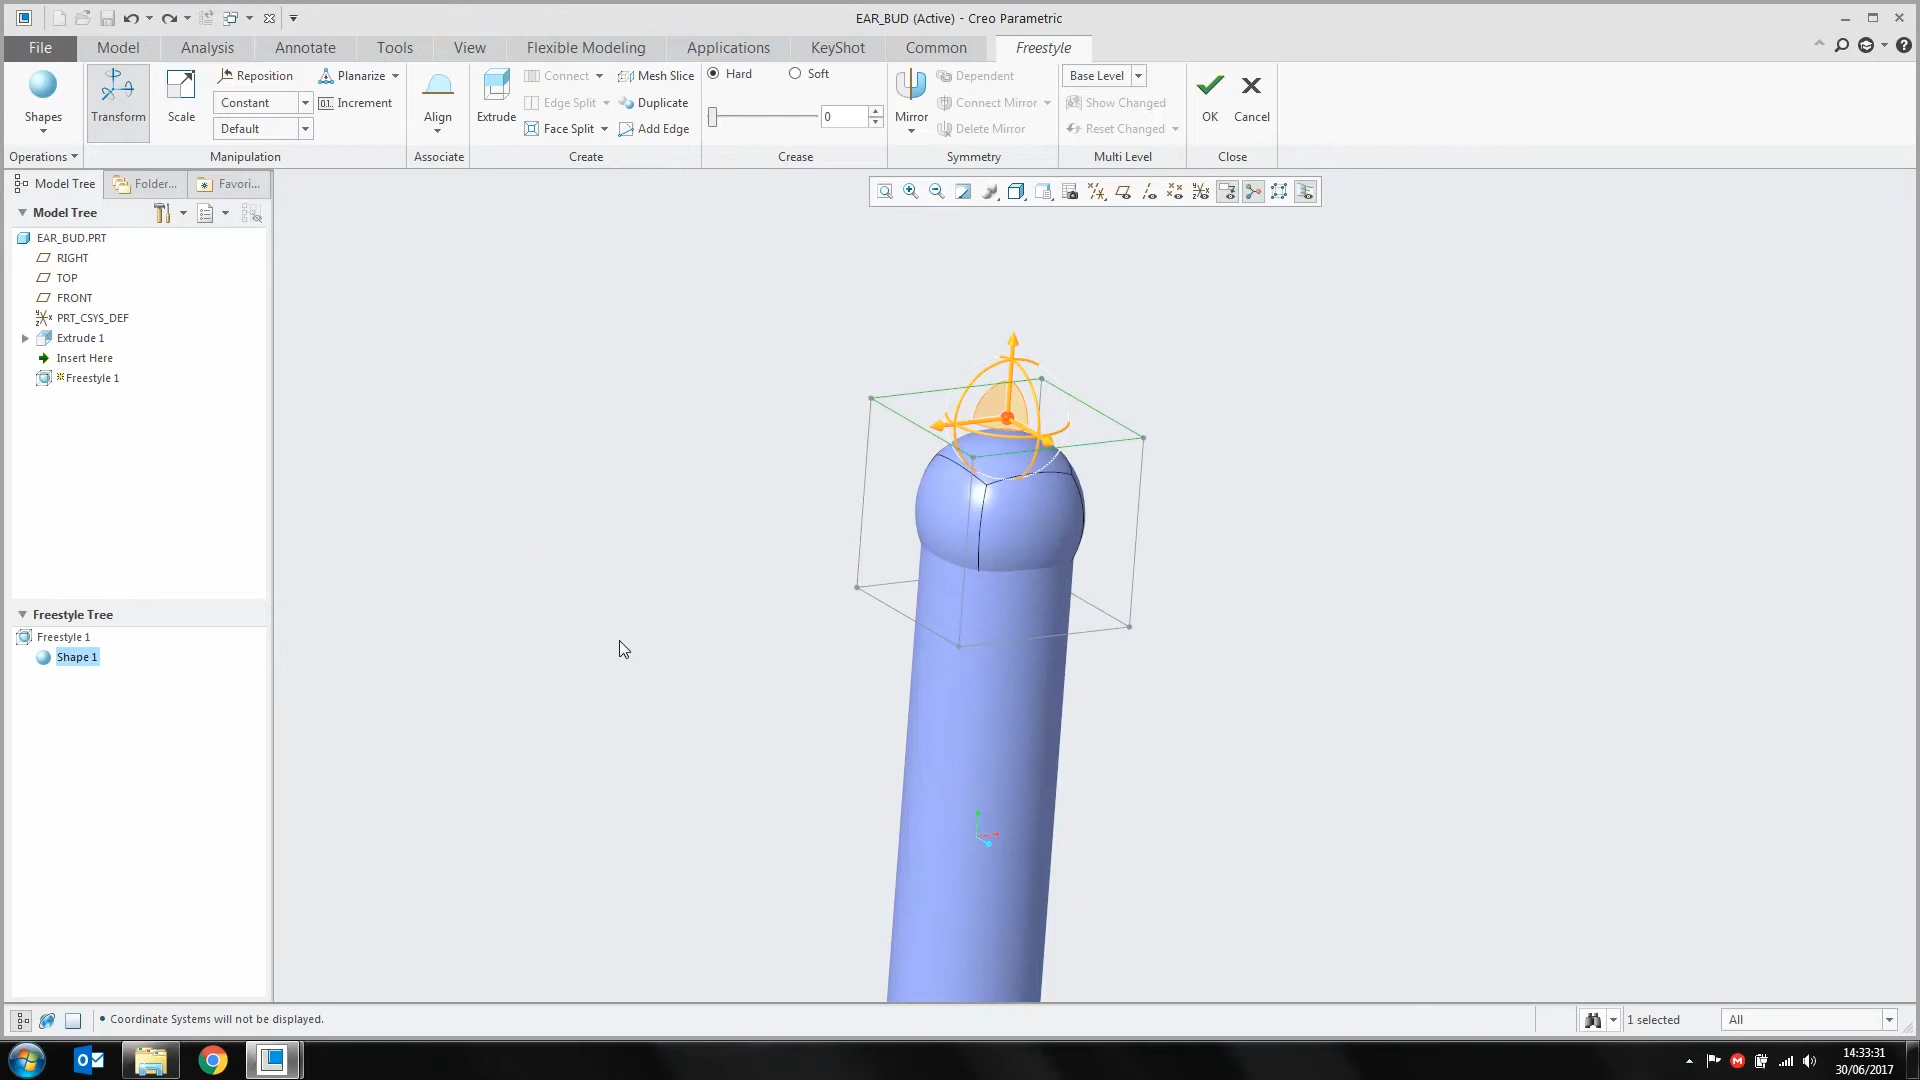 EAR_BUD (Active) - Creo Parametric
File Model Analysis Annotate Tools View Flexible Modeling Applications KeyShot Common Freestyle
Shapes
Transform
Scale
Reposition
Planarize
Constant
Increment
Default
Align
Extrude
Connect
Mesh Slice
Edge Split
Duplicate
Face Split
Add Edge
Hard
Soft
0
Mirror
Dependent
Connect Mirror
Delete Mirror
Base Level
Show Changed
Reset Changed
OK
Cancel
Operations Manipulation Associate Create Crease Symmetry Multi Level Close
Model Tree Folder... Favori...
Model Tree
EAR_BUD.PRT
RIGHT
TOP
FRONT
PRT_CSYS_DEF
Extrude 1
Insert Here
Freestyle 1
Freestyle Tree
Freestyle 1
Shape 1
Coordinate Systems will not be displayed.
1 selected
All
14:33:31
30/06/2017